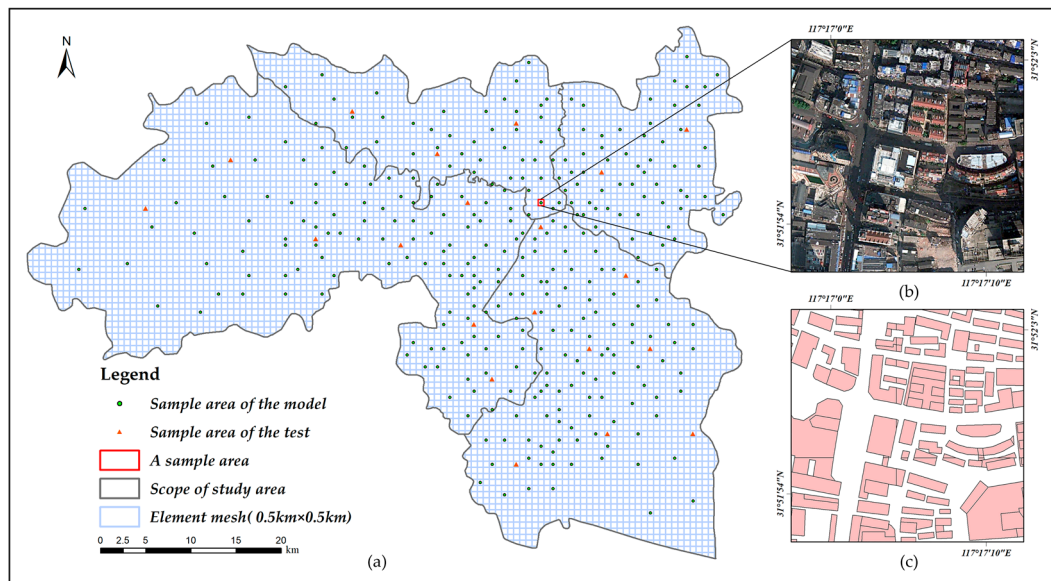 N
Legend
Sample area of the model
Sample area of the test
A sample area
Scope of study area
Element mesh( 0.5km×0.5km)
0 2.5 5 10 15 20
km
(a)
117°17'0"E
31°52'3"N
31°51'54"N
117°17'10"E
(b)
117°17'0"E
31°52'3"N
31°51'54"N
117°17'10"E
(c)